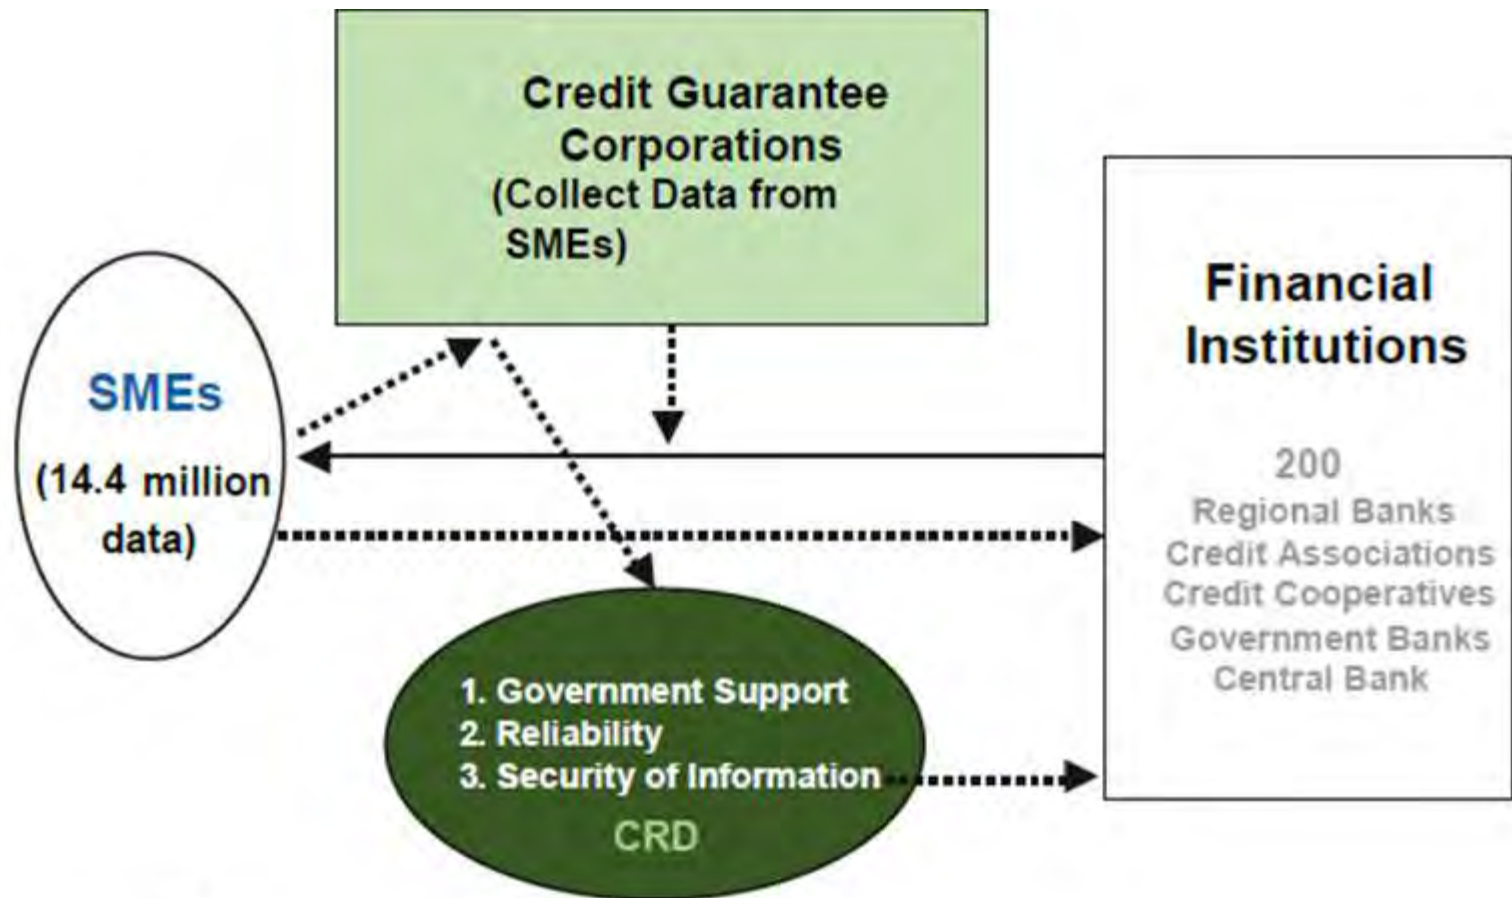 Credit Guarantee
Corporations
(Collect Data from
SMEs)
SMEs
(14.4 million
data)
Financial
Institutions
200
Regional Banks
Credit Associations
Credit Cooperatives
Government Banks
Central Bank
1. Government Support
2. Reliability
3. Security of Information
CRD